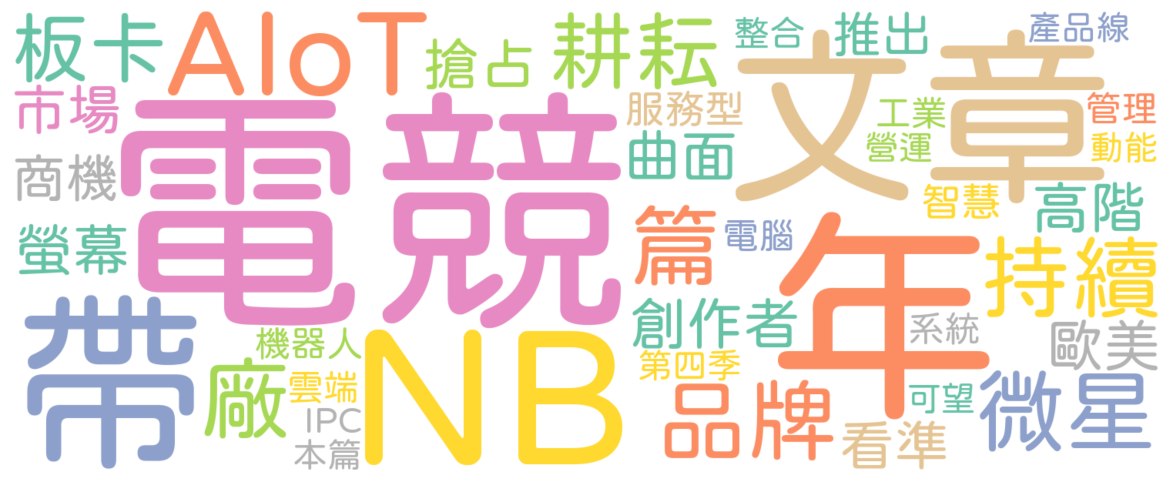 板卡
AIoT
搶占
耕耘
整合
推出
產品線
市場
電競
服務型
文章
工業
管理
商機
曲面
營運
動能
智慧
高階
螢幕
篇
電腦
年
持續
帶
機器人
NB
創作者
系統
歐美
廠
雲端
第四季
IPC
品牌
可望
微星
本篇
看準